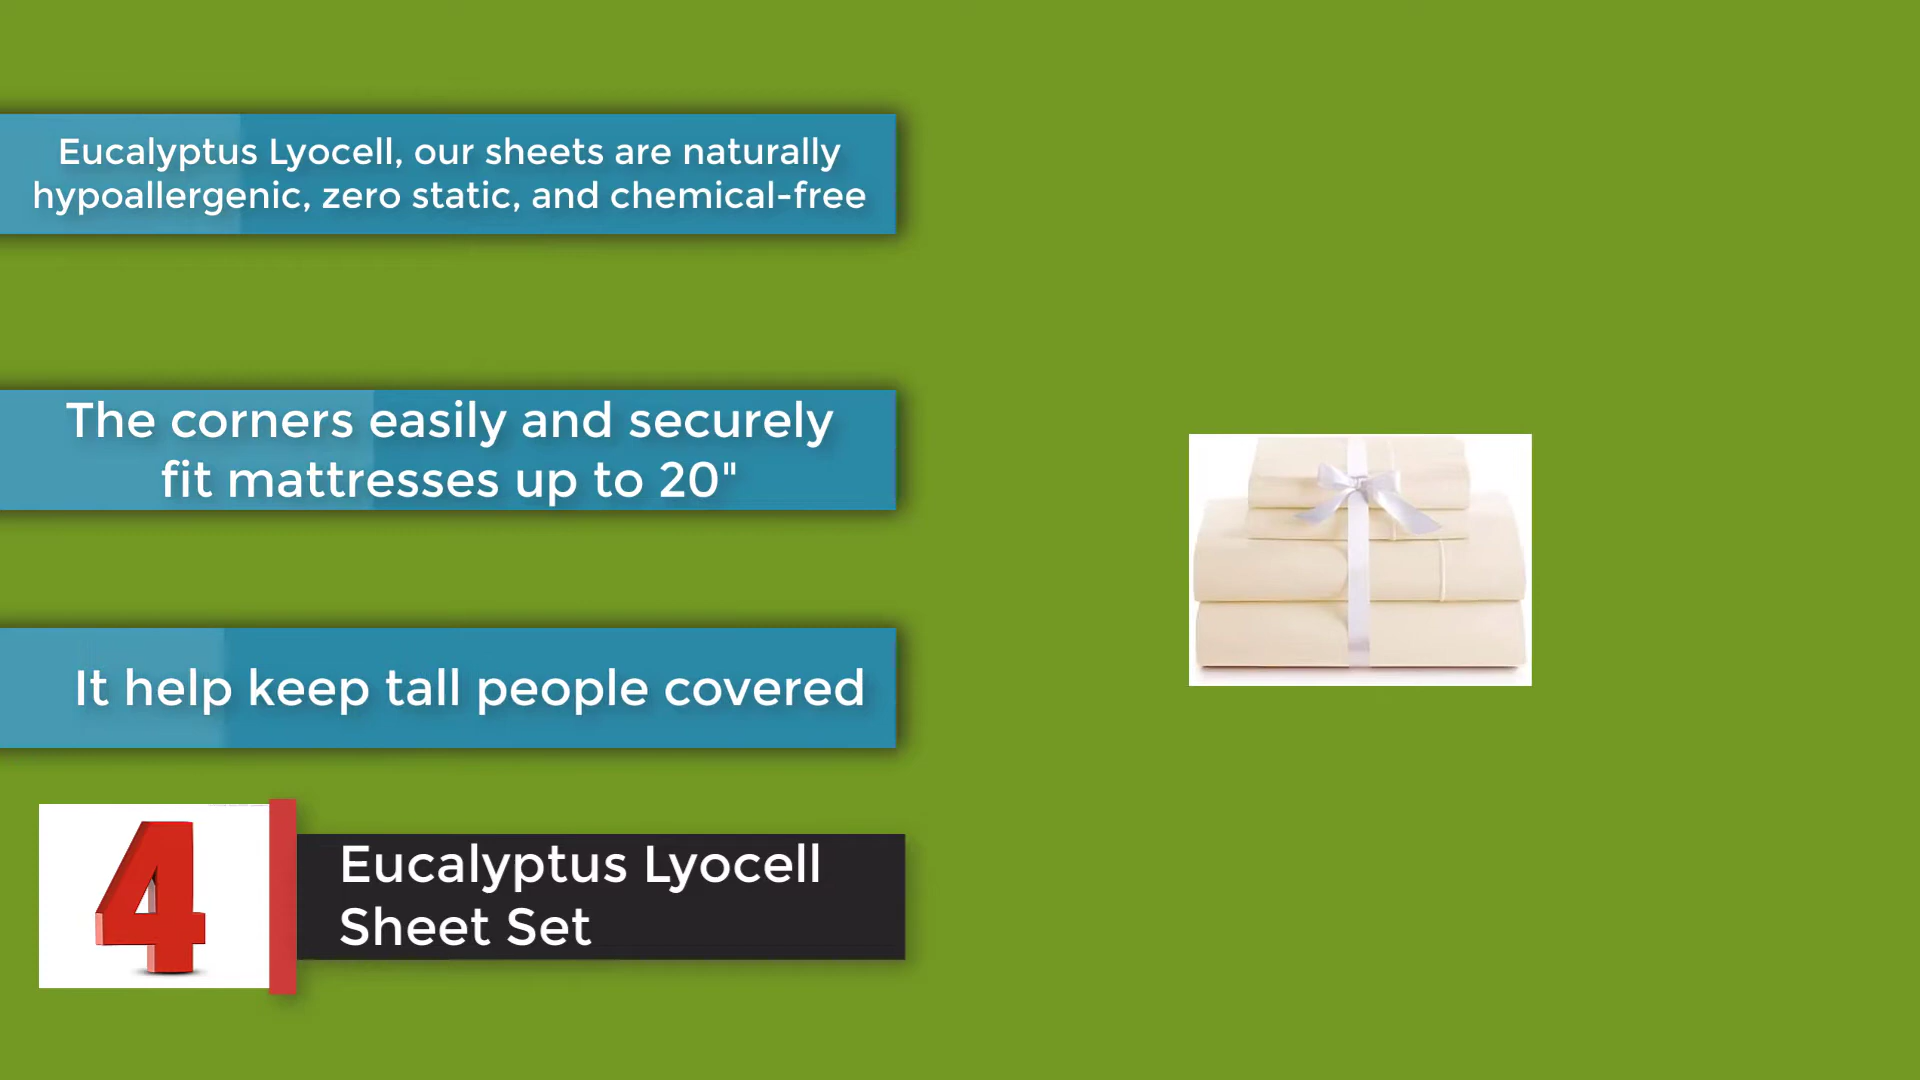 Eucalyptus Lyocell, our sheets are naturally
hypoallergenic, zero static, and chemical-free
The corners easily and securely
fit mattresses up to 20"
It help keep tall people covered
4
Eucalyptus Lyocell
Sheet Set